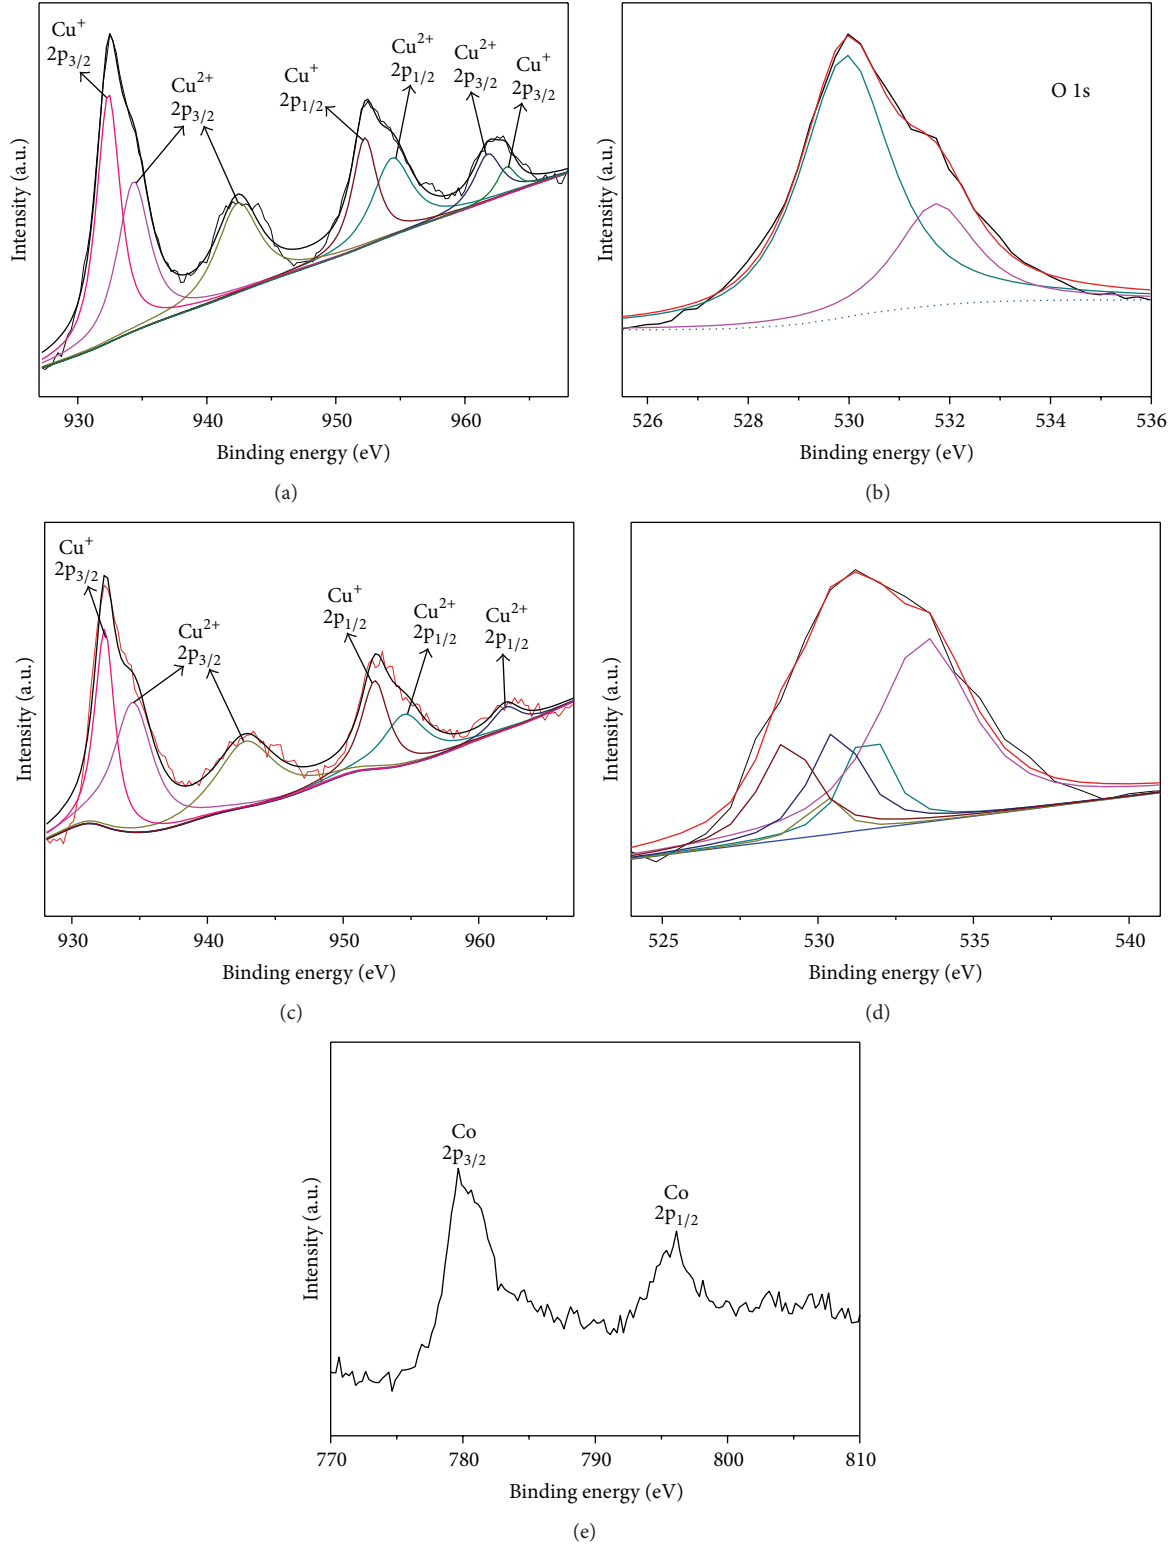 Cu⁺
2p₃/₂
Cu²⁺
2p₃/₂
Cu⁺
2p₁/₂
Cu²⁺
2p₁/₂
Cu²⁺
2p₃/₂
Cu⁺
2p₃/₂
Intensity (a.u.)
930 940 950 960
Binding energy (eV)
(a)
O 1s
Intensity (a.u.)
526 528 530 532 534 536
Binding energy (eV)
(b)
Cu⁺
2p₃/₂
Cu²⁺
2p₃/₂
Cu⁺
2p₁/₂
Cu²⁺
2p₁/₂
Cu²⁺
2p₁/₂
Intensity (a.u.)
930 940 950 960
Binding energy (eV)
(c)
Intensity (a.u.)
525 530 535 540
Binding energy (eV)
(d)
Co
2p₃/₂
Co
2p₁/₂
Intensity (a.u.)
770 780 790 800 810
Binding energy (eV)
(e)